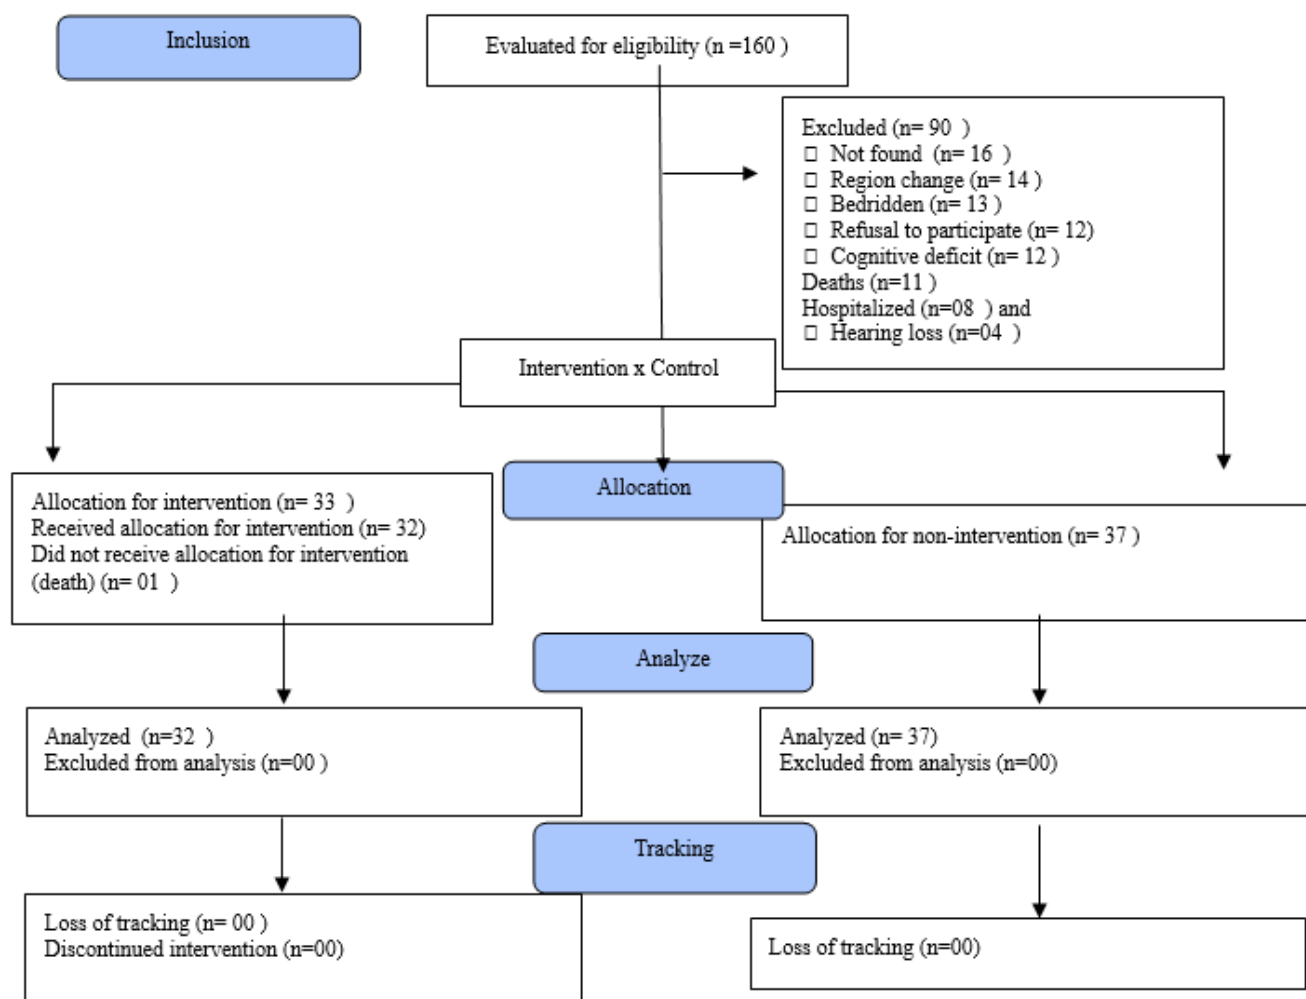 Inclusion
Evaluated for eligibility (n =160 )
Excluded (n= 90 )
□ Not found (n= 16 )
□ Region change (n= 14 )
□ Bedridden (n= 13 )
□ Refusal to participate (n= 12)
□ Cognitive deficit (n= 12 )
Deaths (n=11 )
Hospitalized (n=08 ) and
□ Hearing loss (n=04 )
Intervention x Control
Allocation
Allocation for intervention (n= 33 )
Received allocation for intervention (n= 32)
Did not receive allocation for intervention
(death) (n= 01 )
Allocation for non-intervention (n= 37 )
Analyze
Analyzed (n=32 )
Excluded from analysis (n=00 )
Analyzed (n= 37)
Excluded from analysis (n=00)
Tracking
Loss of tracking (n= 00 )
Discontinued intervention (n=00)
Loss of tracking (n=00)